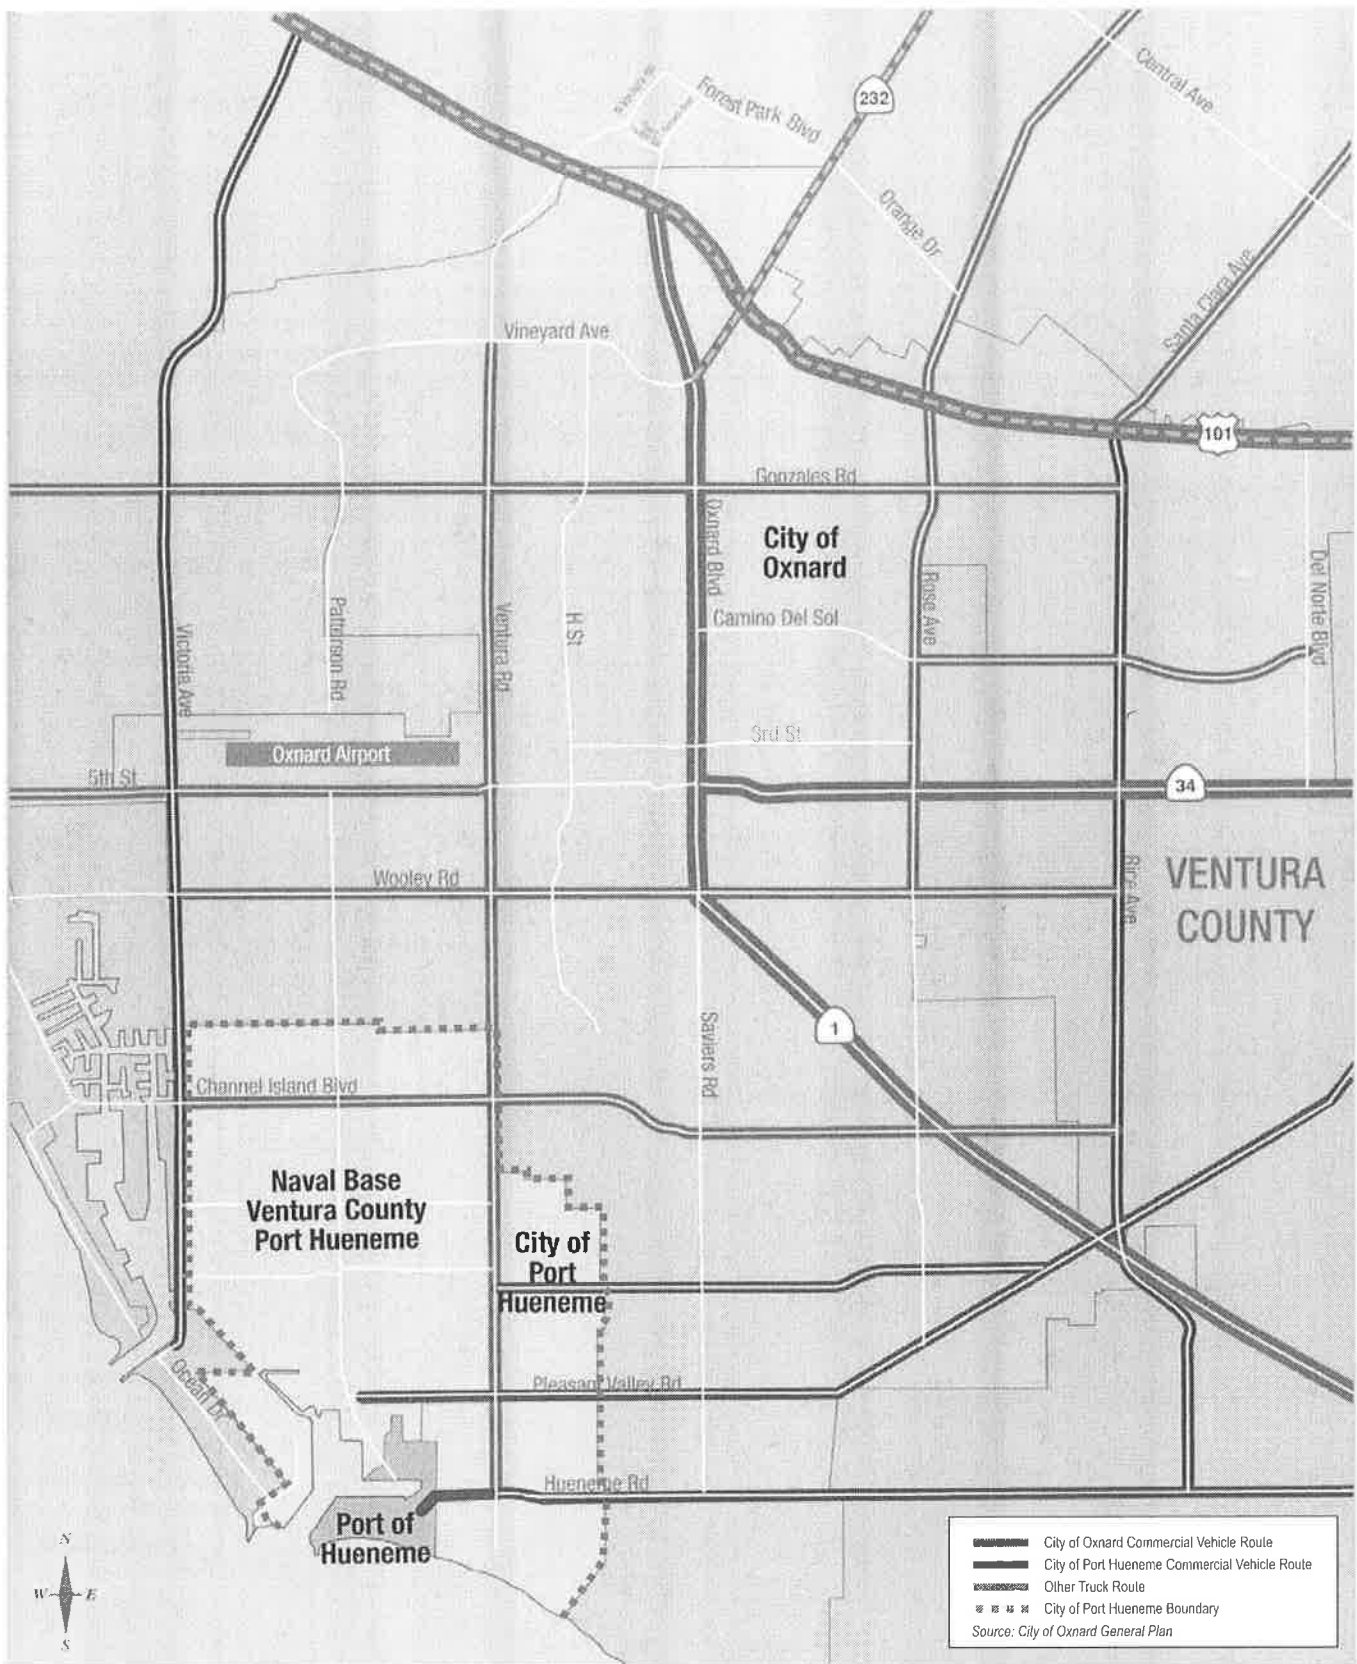 232
Central Ave
Forest Park Blvd
Orange Dr
Santa Clara Ave
Vineyard Ave
101
Gonzales Rd
City of
Oxnard
Oxnard Blvd
Camino Del Sol
Rose Ave
Del Norte Blvd
Victoria Ave
Patterson Rd
Ventura Rd
H St
3rd St
Oxnard Airport
5th St
34
Wooley Rd
Rice Ave
VENTURA
COUNTY
1
Saviers Rd
Channel Island Blvd
Naval Base
Ventura County
Port Hueneme
City of
Port
Hueneme
Ocean Dr
Pleasant Valley Rd
Hueneme Rd
Port of
Hueneme
N
W E
S
City of Oxnard Commercial Vehicle Route
City of Port Hueneme Commercial Vehicle Route
Other Truck Route
City of Port Hueneme Boundary
Source: City of Oxnard General Plan